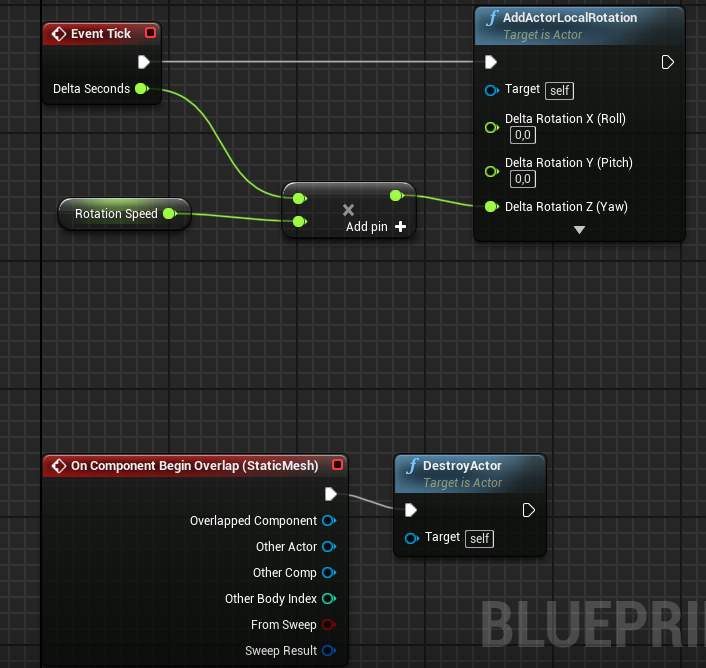 Event Tick
Delta Seconds
Rotation Speed
Add pin
AddActorLocalRotation
Target is Actor
Target self
Delta Rotation X (Roll)
0,0
Delta Rotation Y (Pitch)
0,0
Delta Rotation Z (Yaw)
On Component Begin Overlap (StaticMesh)
Overlapped Component
Other Actor
Other Comp
Other Body Index
From Sweep
Sweep Result
DestroyActor
Target is Actor
Target self
BLUEPRI